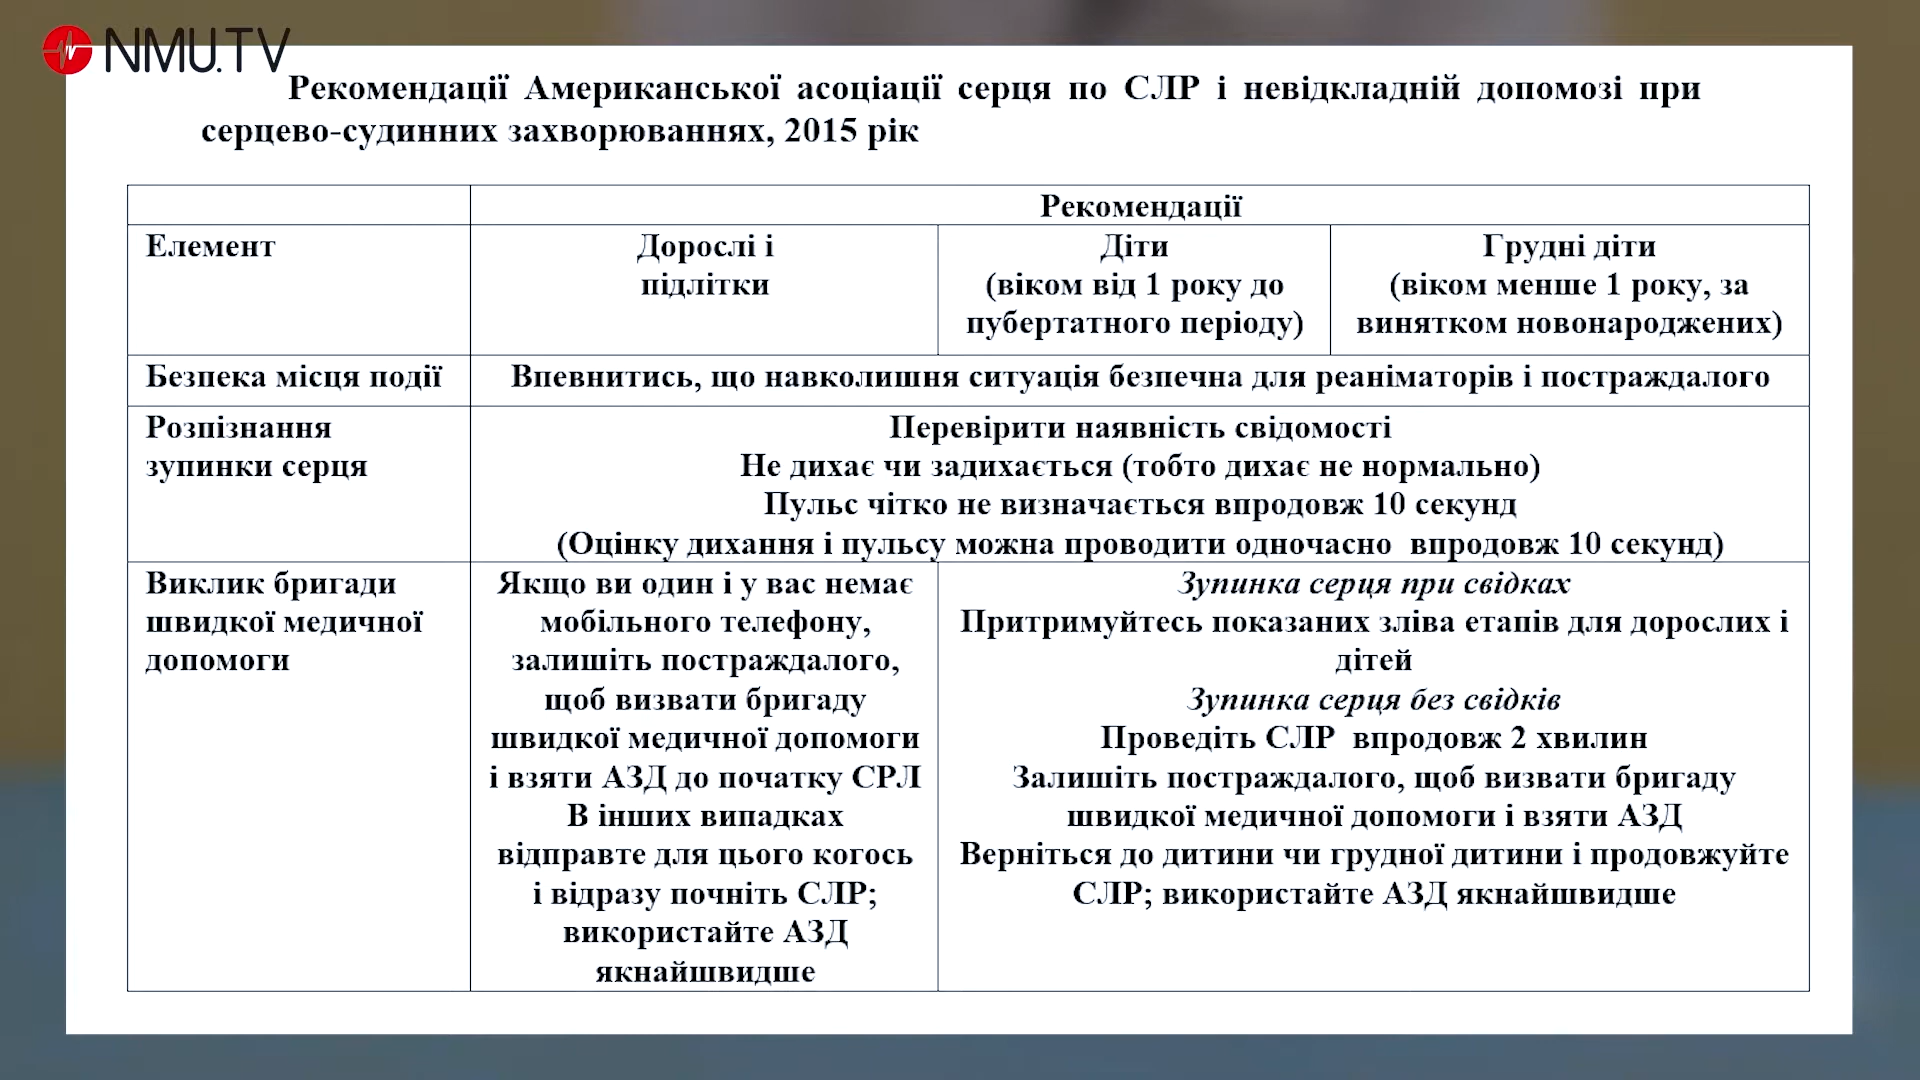 NMU.TV
Рекомендації Американської асоціації серця по СЛР і невідкладній допомозі при
серцево-судинних захворюваннях, 2015 рік
Рекомендації
Елемент
Дорослі і
підлітки
Діти
(віком від 1 року до
пубертатного періоду)
Грудні діти
(віком менше 1 року, за
винятком новонароджених)
Безпека місця події
Впевнитись, що навколишня ситуація безпечна для реаніматорів і постраждалого
Розпізнання
зупинки серця
Перевірити наявність свідомості
Не дихає чи задихається (тобто дихає не нормально)
Пульс чітко не визначається впродовж 10 секунд
(Оцінку дихання і пульсу можна проводити одночасно впродовж 10 секунд)
Виклик бригади
швидкої медичної
допомоги
Якщо ви один і у вас немає
мобільного телефону,
залишіть постраждалого,
щоб визвати бригаду
швидкої медичної допомоги
і взяти АЗД до початку СРЛ
В інших випадках
відправте для цього когось
і відразу почніть СЛР;
використайте АЗД
якнайшвидше
Зупинка серця при свідках
Притримуйтесь показаних зліва етапів для дорослих і
дітей
Зупинка серця без свідків
Проведіть СЛР впродовж 2 хвилин
Залишіть постраждалого, щоб визвати бригаду
швидкої медичної допомоги і взяти АЗД
Верніться до дитини чи грудної дитини і продовжуйте
СЛР; використайте АЗД якнайшвидше